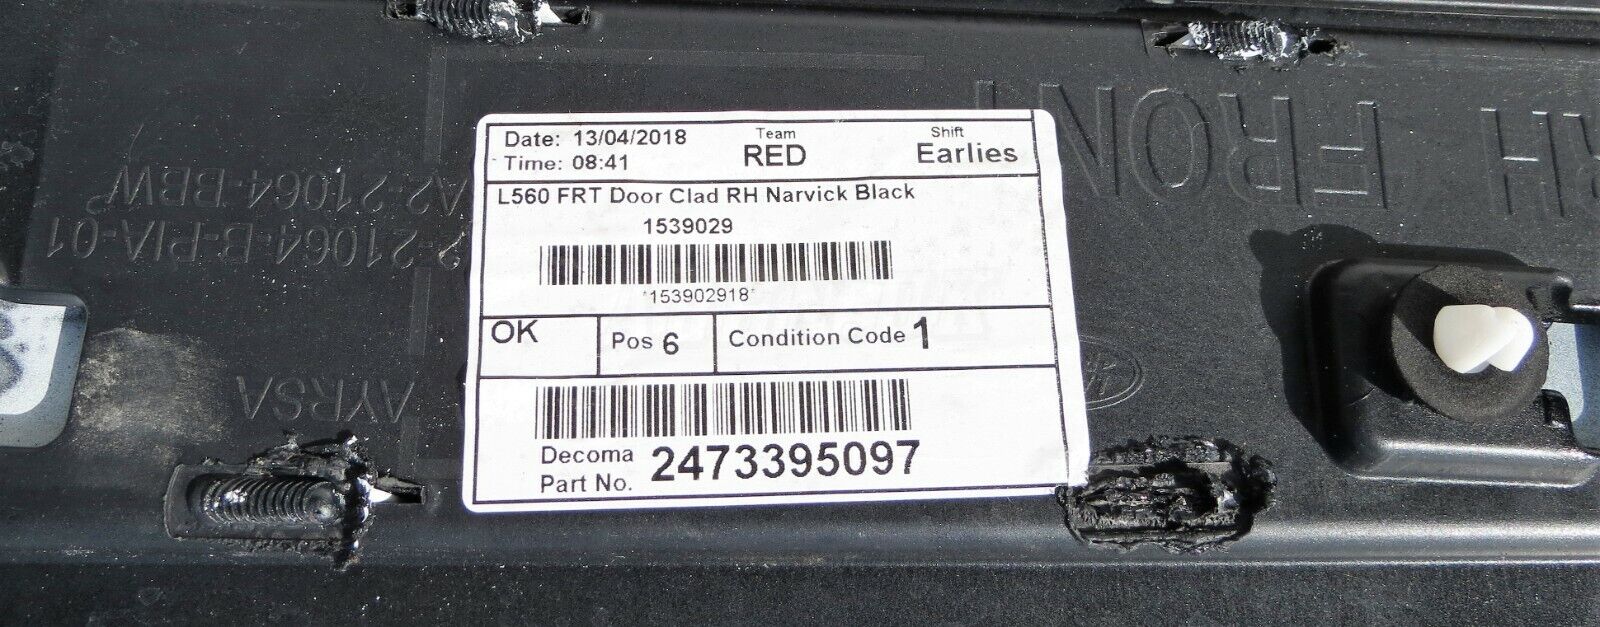 Date: 13/04/2018 Team Shift
Time: 08:41 RED Earlies
L560 FRT Door Clad RH Narvick Black
1539029
*153902918*
OK Pos 6 Condition Code 1
Decoma
Part No. 2473395097
RH
FRONT
A2-21064-BBW
2-21064-B-PIA-01
AYRSA